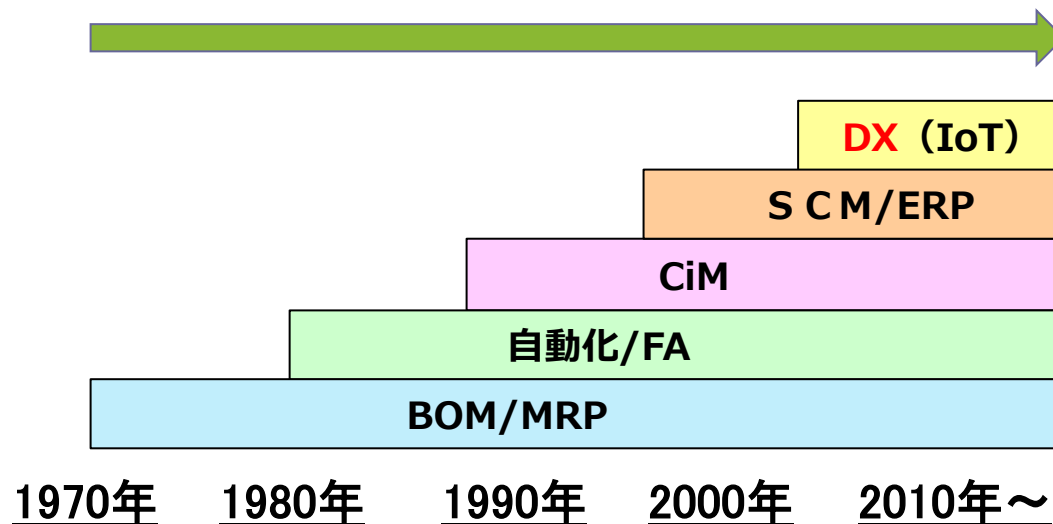 DX（IoT）
ＳＣＭ/ERP
CiM
自動化/FA
BOM/MRP
1970年 1980年 1990年 2000年 2010年～